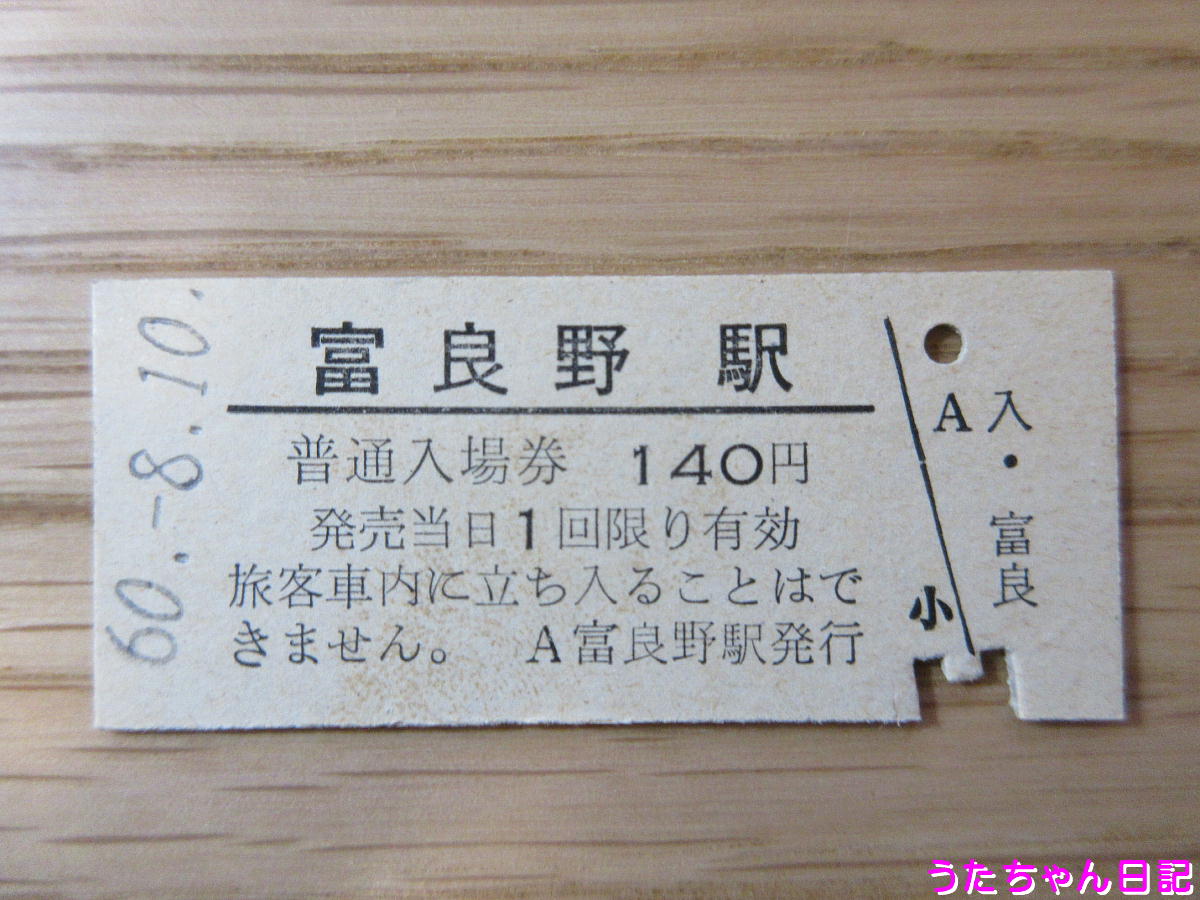 60.-8.10.
富良野駅
普通入場券 140円
発売当日1回限り有効
旅客車内に立ち入ることはで
きません。 A富良野駅発行
A
小
入・富良
うたちゃん日記